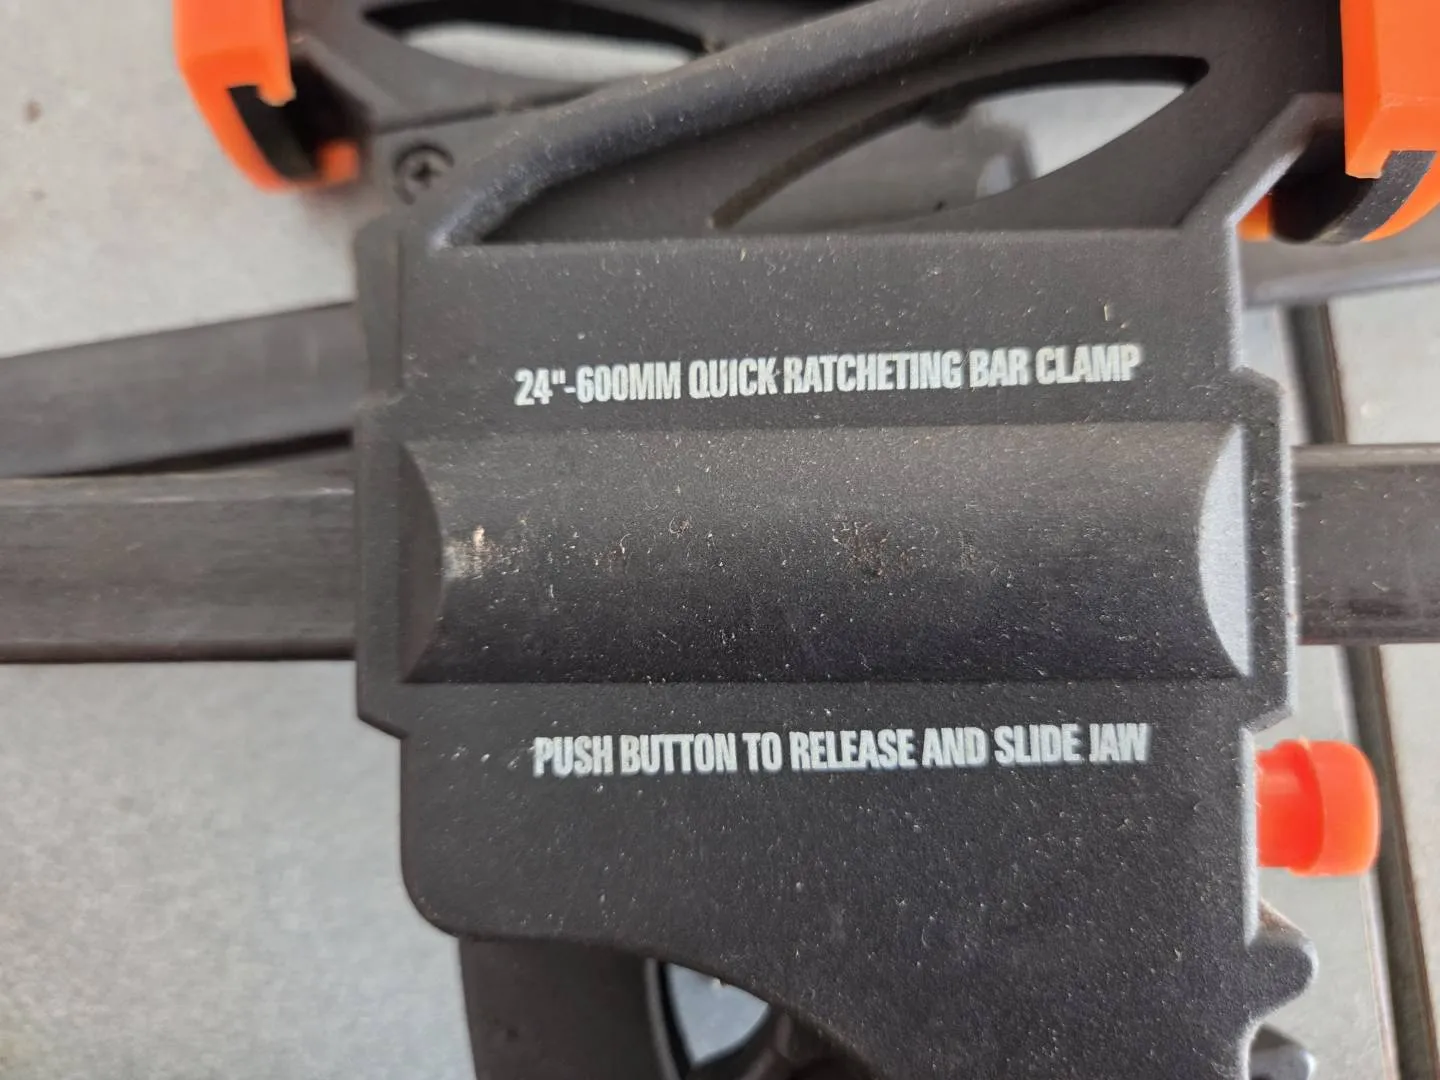 24"-600MM QUICK RATCHETING BAR CLAMP
PUSH BUTTON TO RELEASE AND SLIDE JAW